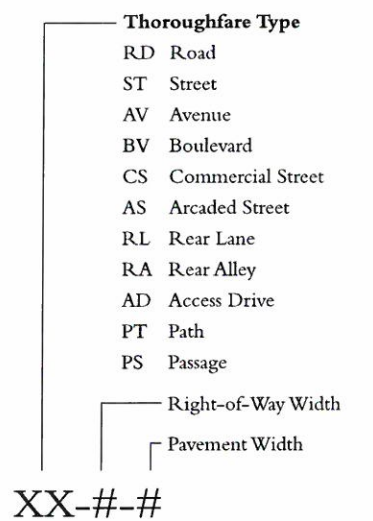 Thoroughfare Type
RD Road
ST Street
AV Avenue
BV Boulevard
CS Commercial Street
AS Arcaded Street
RL Rear Lane
RA Rear Alley
AD Access Drive
PT Path
PS Passage
Right-of-Way Width
Pavement Width
XX-#-#